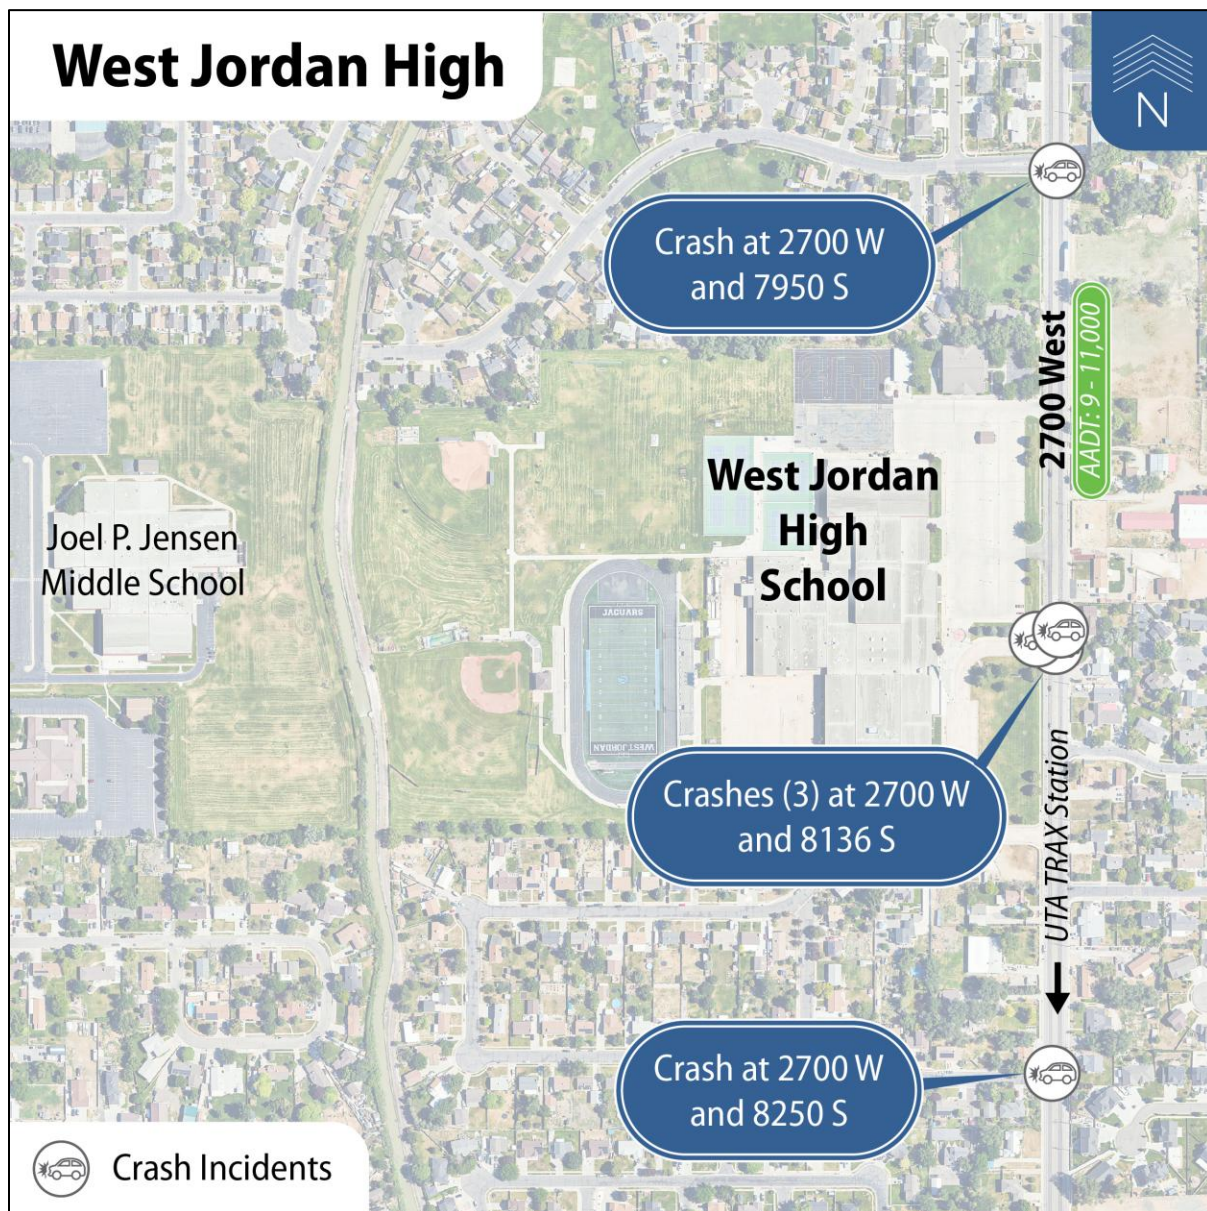 West Jordan High
N
Crash at 2700 W
and 7950 S
2700 West
AADT: 9 - 11,000
West Jordan
High
School
Joel P. Jensen
Middle School
JAGUARS
WEST JORDAN
Crashes (3) at 2700 W
and 8136 S
UTA TRAX Station
Crash at 2700 W
and 8250 S
Crash Incidents